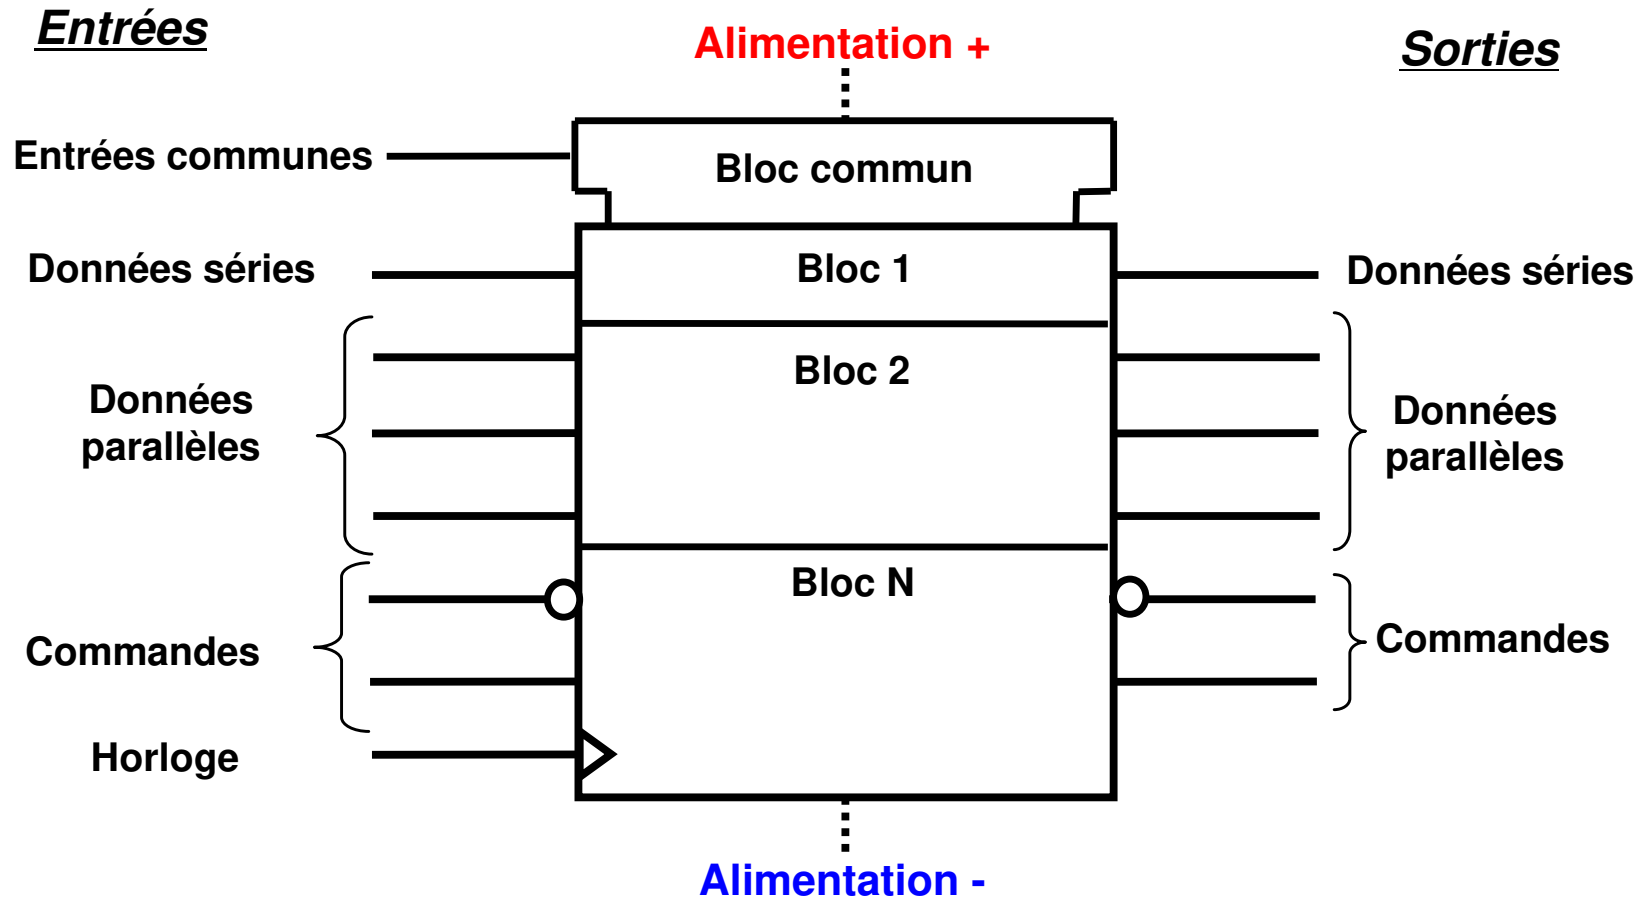 Entrées
Alimentation +
Sorties
Entrées communes
Bloc commun
Données séries
Bloc 1
Données séries
Bloc 2
Données
parallèles
Données
parallèles
Bloc N
Commandes
Commandes
Horloge
Alimentation -